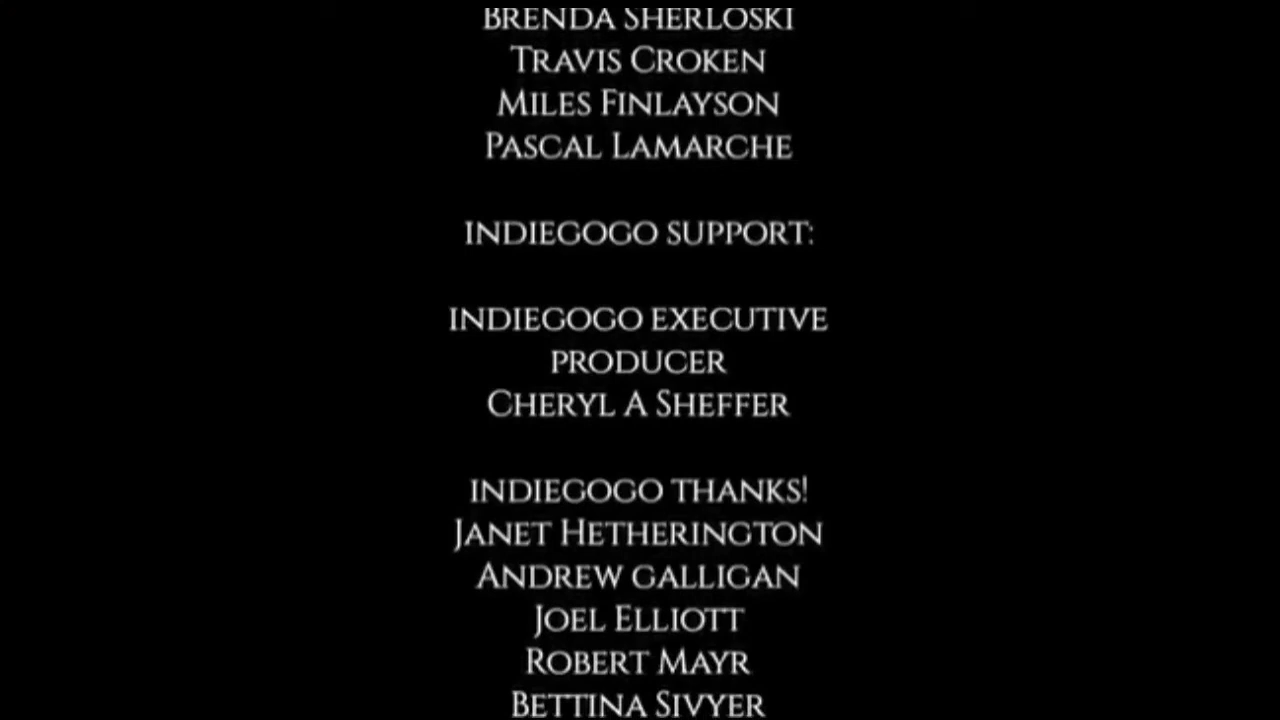 Brenda Sherloski
Travis Croken
Miles Finlayson
Pascal Lamarche
indiegogo support:
indiegogo executive
producer
Cheryl A Sheffer
indiegogo thanks!
Janet Hetherington
Andrew galligan
Joel Elliott
Robert Mayr
Bettina Sivyer